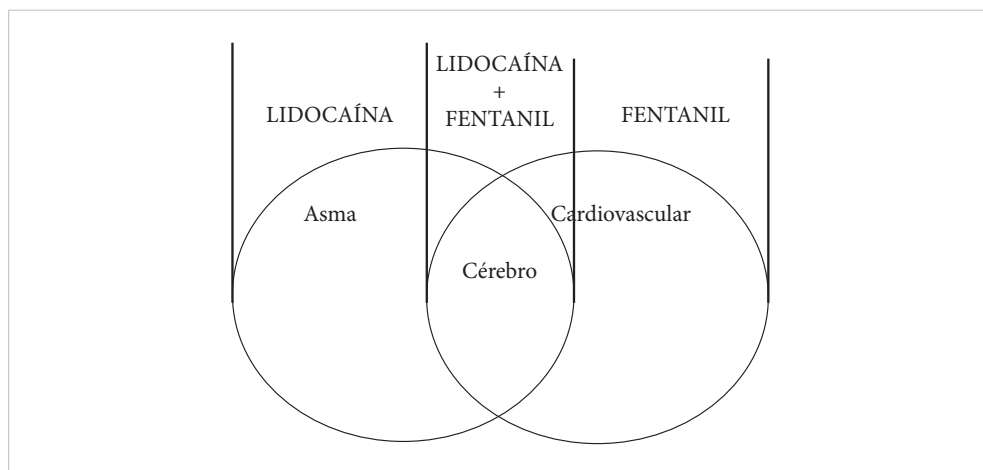 LIDOCAÍNA
LIDOCAÍNA
+
FENTANIL
FENTANIL
Asma
Cardiovascular
Cérebro